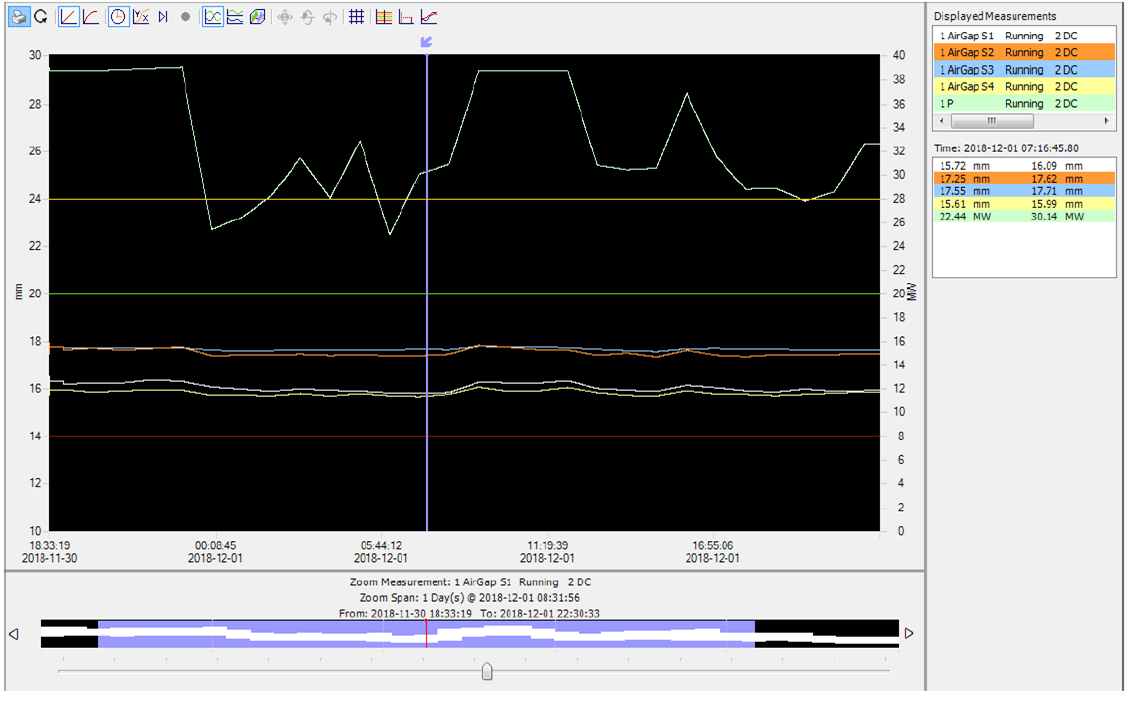 Displayed Measurements
1 AirGap S1 Running 2 DC
1 AirGap S2 Running 2 DC
1 AirGap S3 Running 2 DC
1 AirGap S4 Running 2 DC
1 P Running 2 DC
Time: 2018-12-01 07:16:45.80
15.72 mm 16.09 mm
17.25 mm 17.62 mm
17.55 mm 17.71 mm
15.61 mm 15.99 mm
22.44 MW 30.14 MW
30
28
26
24
22
20
18
16
14
12
10
mm
40
38
36
34
32
30
28
26
24
22
20
18
16
14
12
10
8
6
4
2
0
MW
18:33:19 00:08:45 05:44:12 11:19:39 16:55:06
2018-11-30 2018-12-01 2018-12-01 2018-12-01 2018-12-01
Zoom Measurement: 1 AirGap S1 Running 2 DC
Zoom Span: 1 Day(s) @ 2018-12-01 08:31:56
From: 2018-11-30 18:33:19 To: 2018-12-01 22:30:33